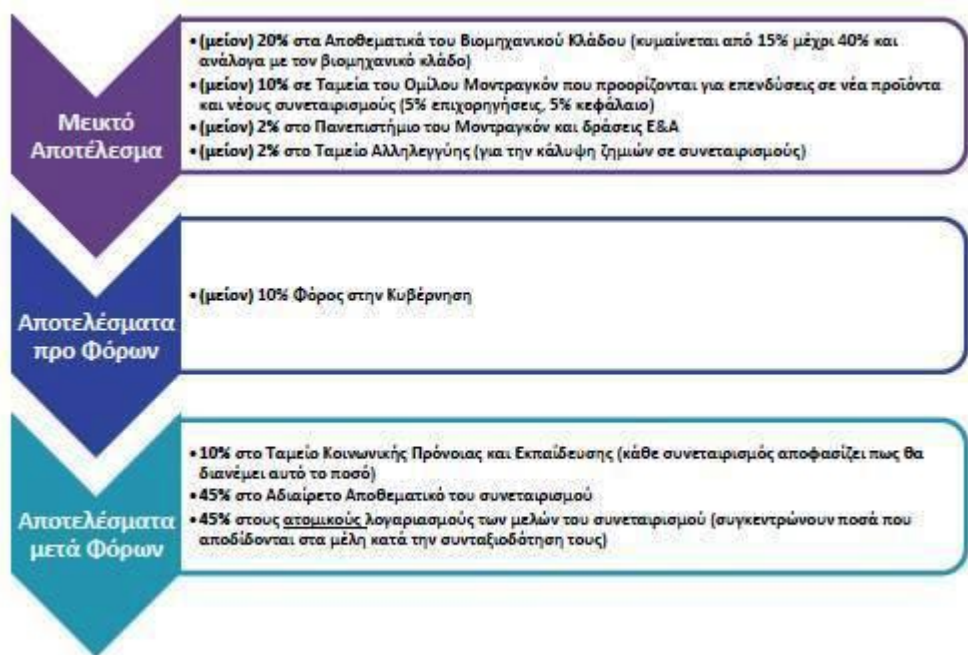 Μεικτό
Αποτέλεσμα
• (μείον) 20% στα Αποθεματικά του Βιομηχανικού Κλάδου (κυμαίνεται από 15% μέχρι 40% και
ανάλογα με τον βιομηχανικό κλάδο)
• (μείον) 10% σε Ταμεία του Ομίλου Μοντραγκόν που προορίζονται για επενδύσεις σε νέα προϊόντα
και νέους συνεταιρισμούς (5% επιχορηγήσεις, 5% κεφάλαιο)
• (μείον) 2% στο Πανεπιστήμιο του Μοντραγκόν και δράσεις Ε&Α
• (μείον) 2% στο Ταμείο Αλληλεγγύης (για την κάλυψη ζημιών σε συνεταιρισμούς)
Αποτελέσματα
προ Φόρων
• (μείον) 10% Φόρος στην Κυβέρνηση
Αποτελέσματα
μετά Φόρων
• 10% στο Ταμείο Κοινωνικής Πρόνοιας και Εκπαίδευσης (κάθε συνεταιρισμός αποφασίζει πως θα
διανέμει αυτό το ποσό)
• 45% στο Αδιαίρετο Αποθεματικό του συνεταιρισμού
• 45% στους ατομικούς λογαριασμούς των μελών του συνεταιρισμού (συγκεντρώνουν ποσά που
αποδίδονται στα μέλη κατά την συνταξιοδότηση τους)